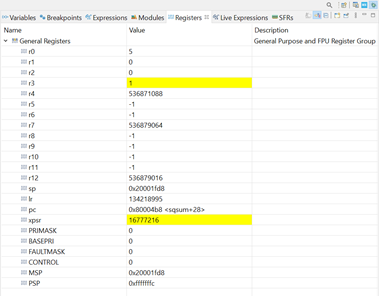 Variables Breakpoints Expressions Modules Registers Live Expressions SFRs
Name Value Description
General Registers General Purpose and FPU Register Group
r0 5
r1 0
r2 0
r3 1
r4 536871088
r5 -1
r6 -1
r7 536879064
r8 -1
r9 -1
r10 -1
r11 -1
r12 536879016
sp 0x20001fd8
lr 134218995
pc 0x80004b8 <sqsum+28>
xpsr 16777216
PRIMASK 0
BASEPRI 0
FAULTMASK 0
CONTROL 0
MSP 0x20001fd8
PSP 0xfffffffc